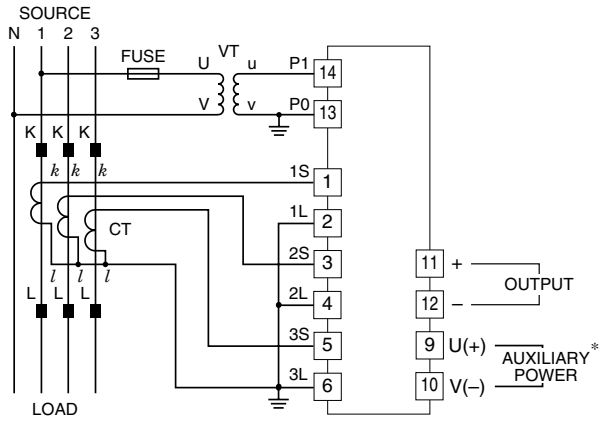 SOURCE
N 1 2 3
FUSE
U VT u P1 14
V v P0 13
K K K
k k k
1S 1
1L 2
CT
2S 3
11 +
OUTPUT
l l l
L L L
2L 4
12 –
3S 5
9 U(+)
AUXILIARY*
POWER
3L 6
10 V(–)
LOAD